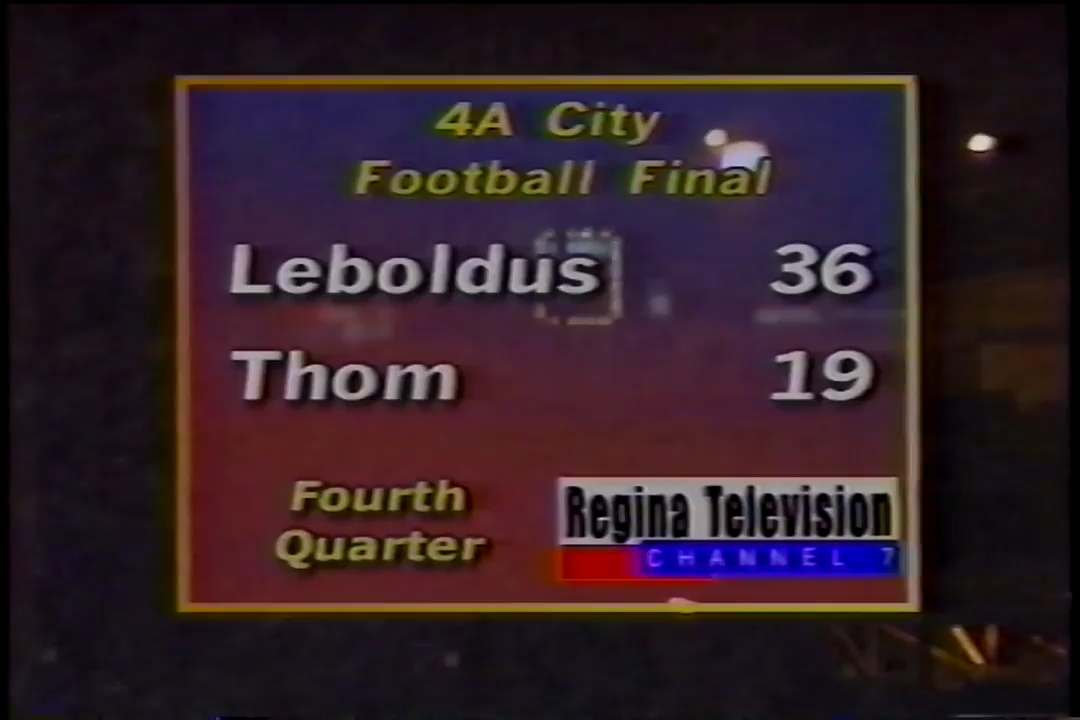 4A City
Football Final
Leboldus 36
Thom 19
Fourth
Quarter
Regina Television
CHANNEL 7